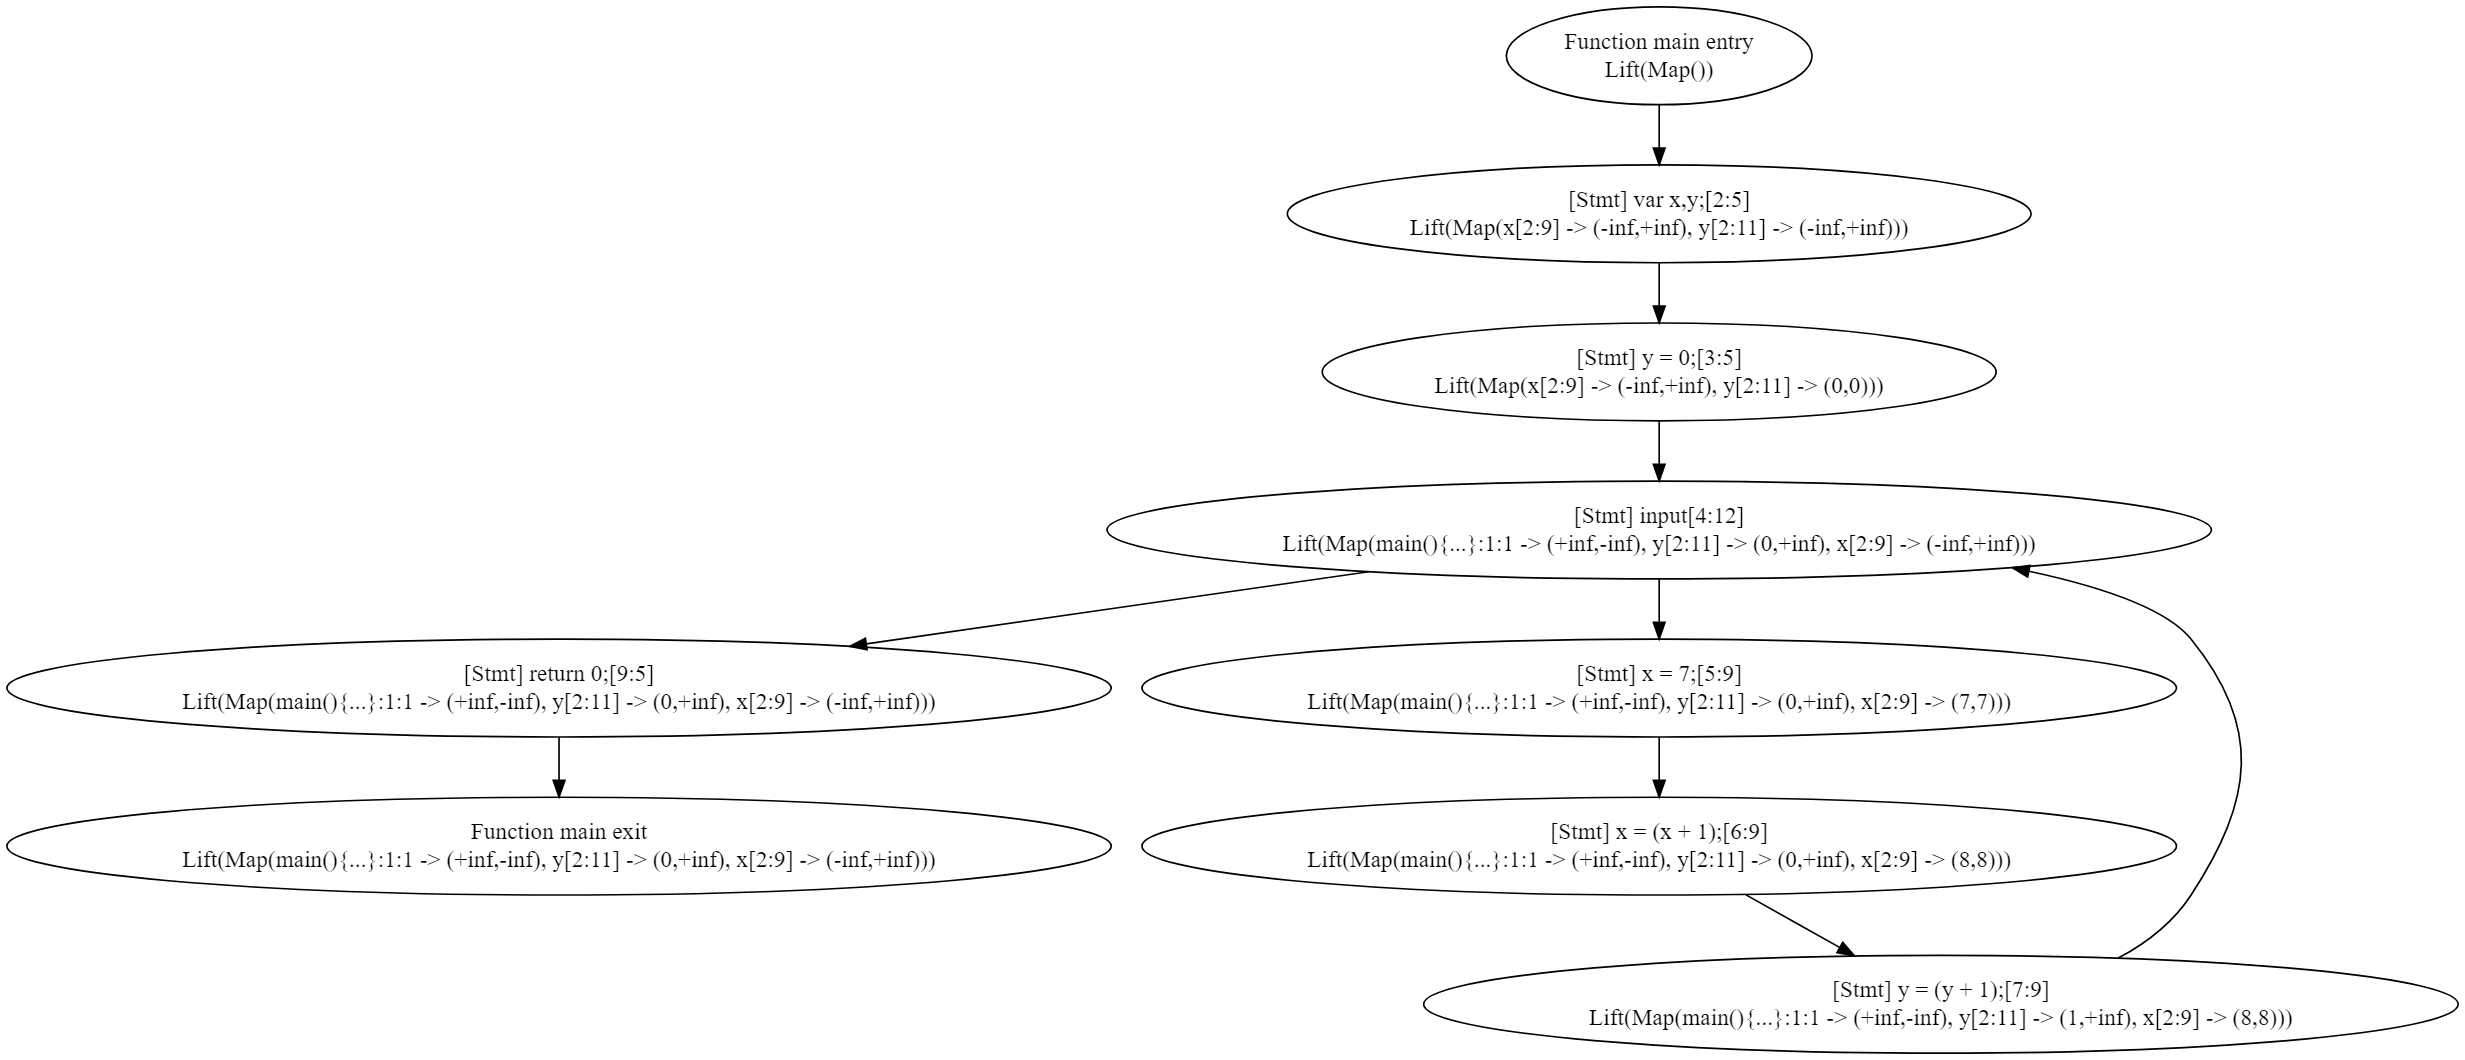 Function main entry
Lift(Map())
[Stmt] var x,y;[2:5]
Lift(Map(x[2:9] -> (-inf,+inf), y[2:11] -> (-inf,+inf)))
[Stmt] y = 0;[3:5]
Lift(Map(x[2:9] -> (-inf,+inf), y[2:11] -> (0,0)))
[Stmt] input[4:12]
Lift(Map(main(){...}:1:1 -> (+inf,-inf), y[2:11] -> (0,+inf), x[2:9] -> (-inf,+inf)))
[Stmt] return 0;[9:5]
Lift(Map(main(){...}:1:1 -> (+inf,-inf), y[2:11] -> (0,+inf), x[2:9] -> (-inf,+inf)))
[Stmt] x = 7;[5:9]
Lift(Map(main(){...}:1:1 -> (+inf,-inf), y[2:11] -> (0,+inf), x[2:9] -> (7,7)))
Function main exit
Lift(Map(main(){...}:1:1 -> (+inf,-inf), y[2:11] -> (0,+inf), x[2:9] -> (-inf,+inf)))
[Stmt] x = (x + 1);[6:9]
Lift(Map(main(){...}:1:1 -> (+inf,-inf), y[2:11] -> (0,+inf), x[2:9] -> (8,8)))
[Stmt] y = (y + 1);[7:9]
Lift(Map(main(){...}:1:1 -> (+inf,-inf), y[2:11] -> (1,+inf), x[2:9] -> (8,8)))